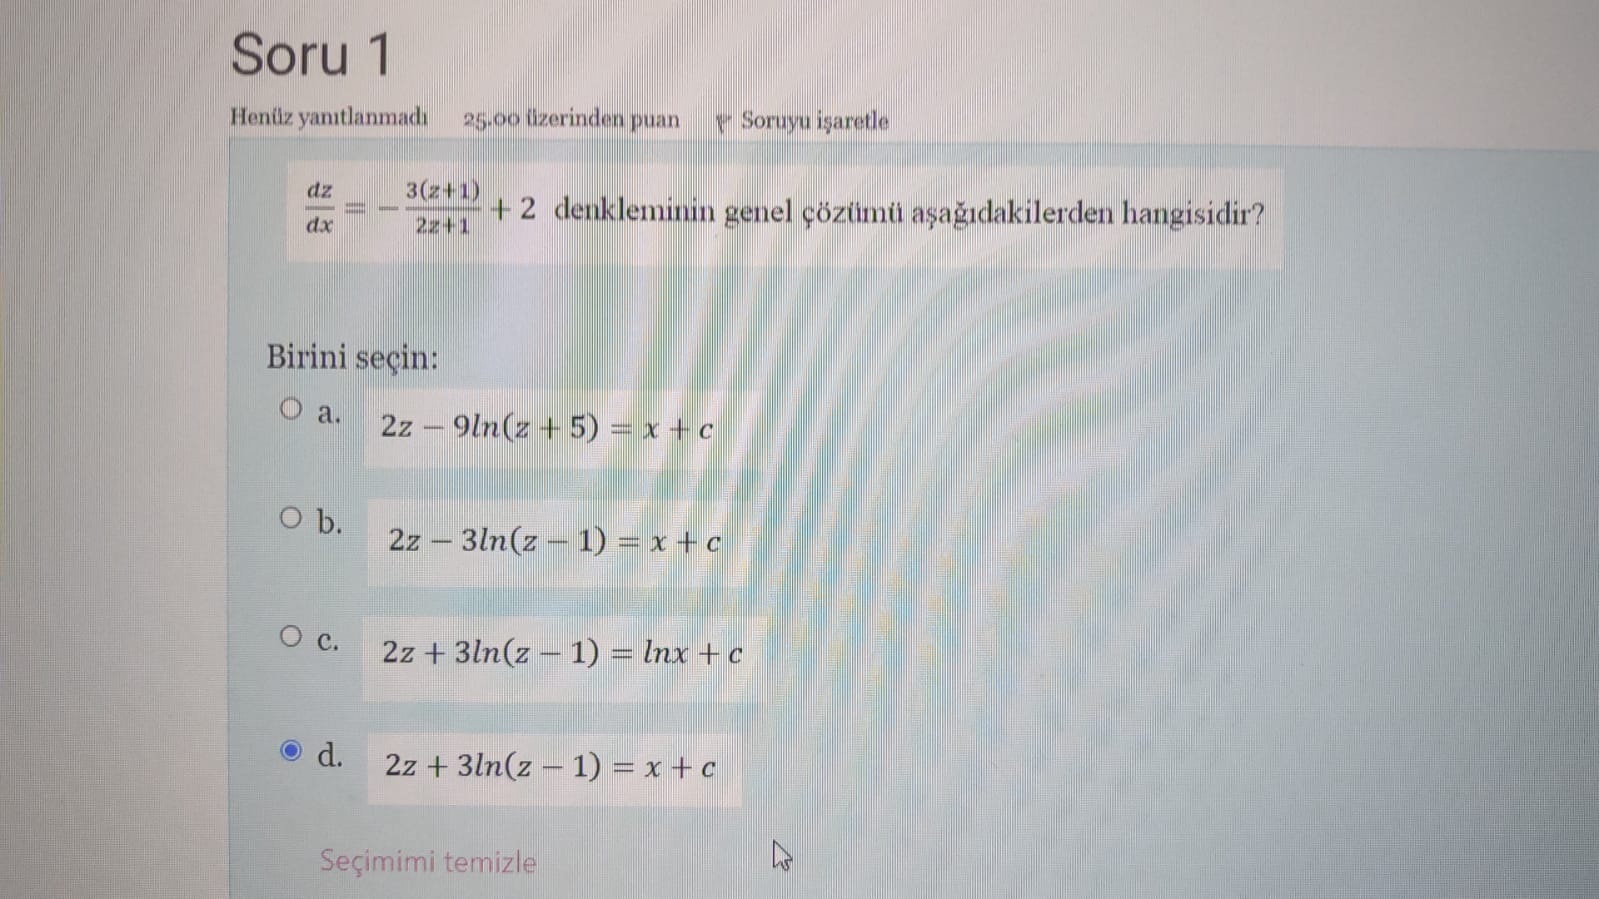 Soru 1
Henüz yanıtlanmadı 25.00 üzerinden puan Soruyu işaretle
dz/dx = − 3(z+1)/2z+1 + 2 denkleminin genel çözümü aşağıdakilerden hangisidir?
Birini seçin:
a. 2z − 9ln(z + 5) = x + c
b. 2z − 3ln(z − 1) = x + c
c. 2z + 3ln(z − 1) = lnx + c
d. 2z + 3ln(z − 1) = x + c
Seçimimi temizle